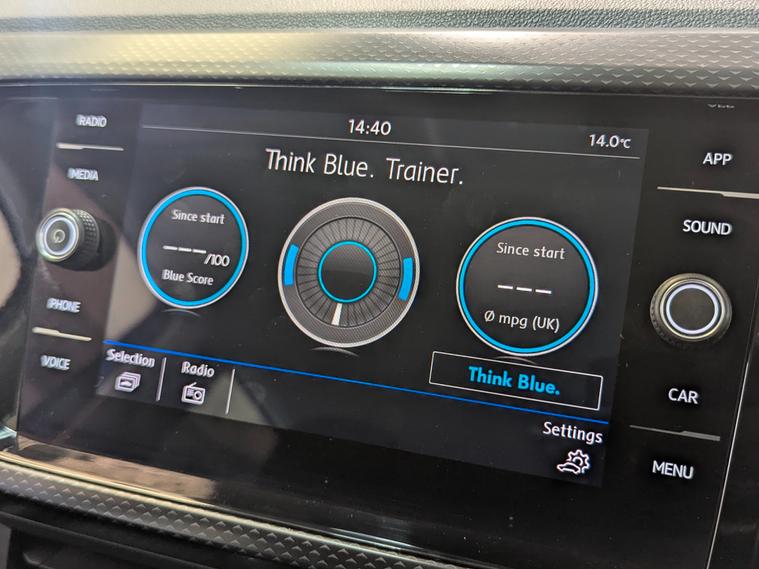 RADIO
MEDIA
PHONE
VOICE
14:40
14.0°C
Think Blue. Trainer.
Since start
---/100
Blue Score
Since start
---
Ø mpg (UK)
Think Blue.
Selection
Radio
Settings
APP
SOUND
CAR
MENU